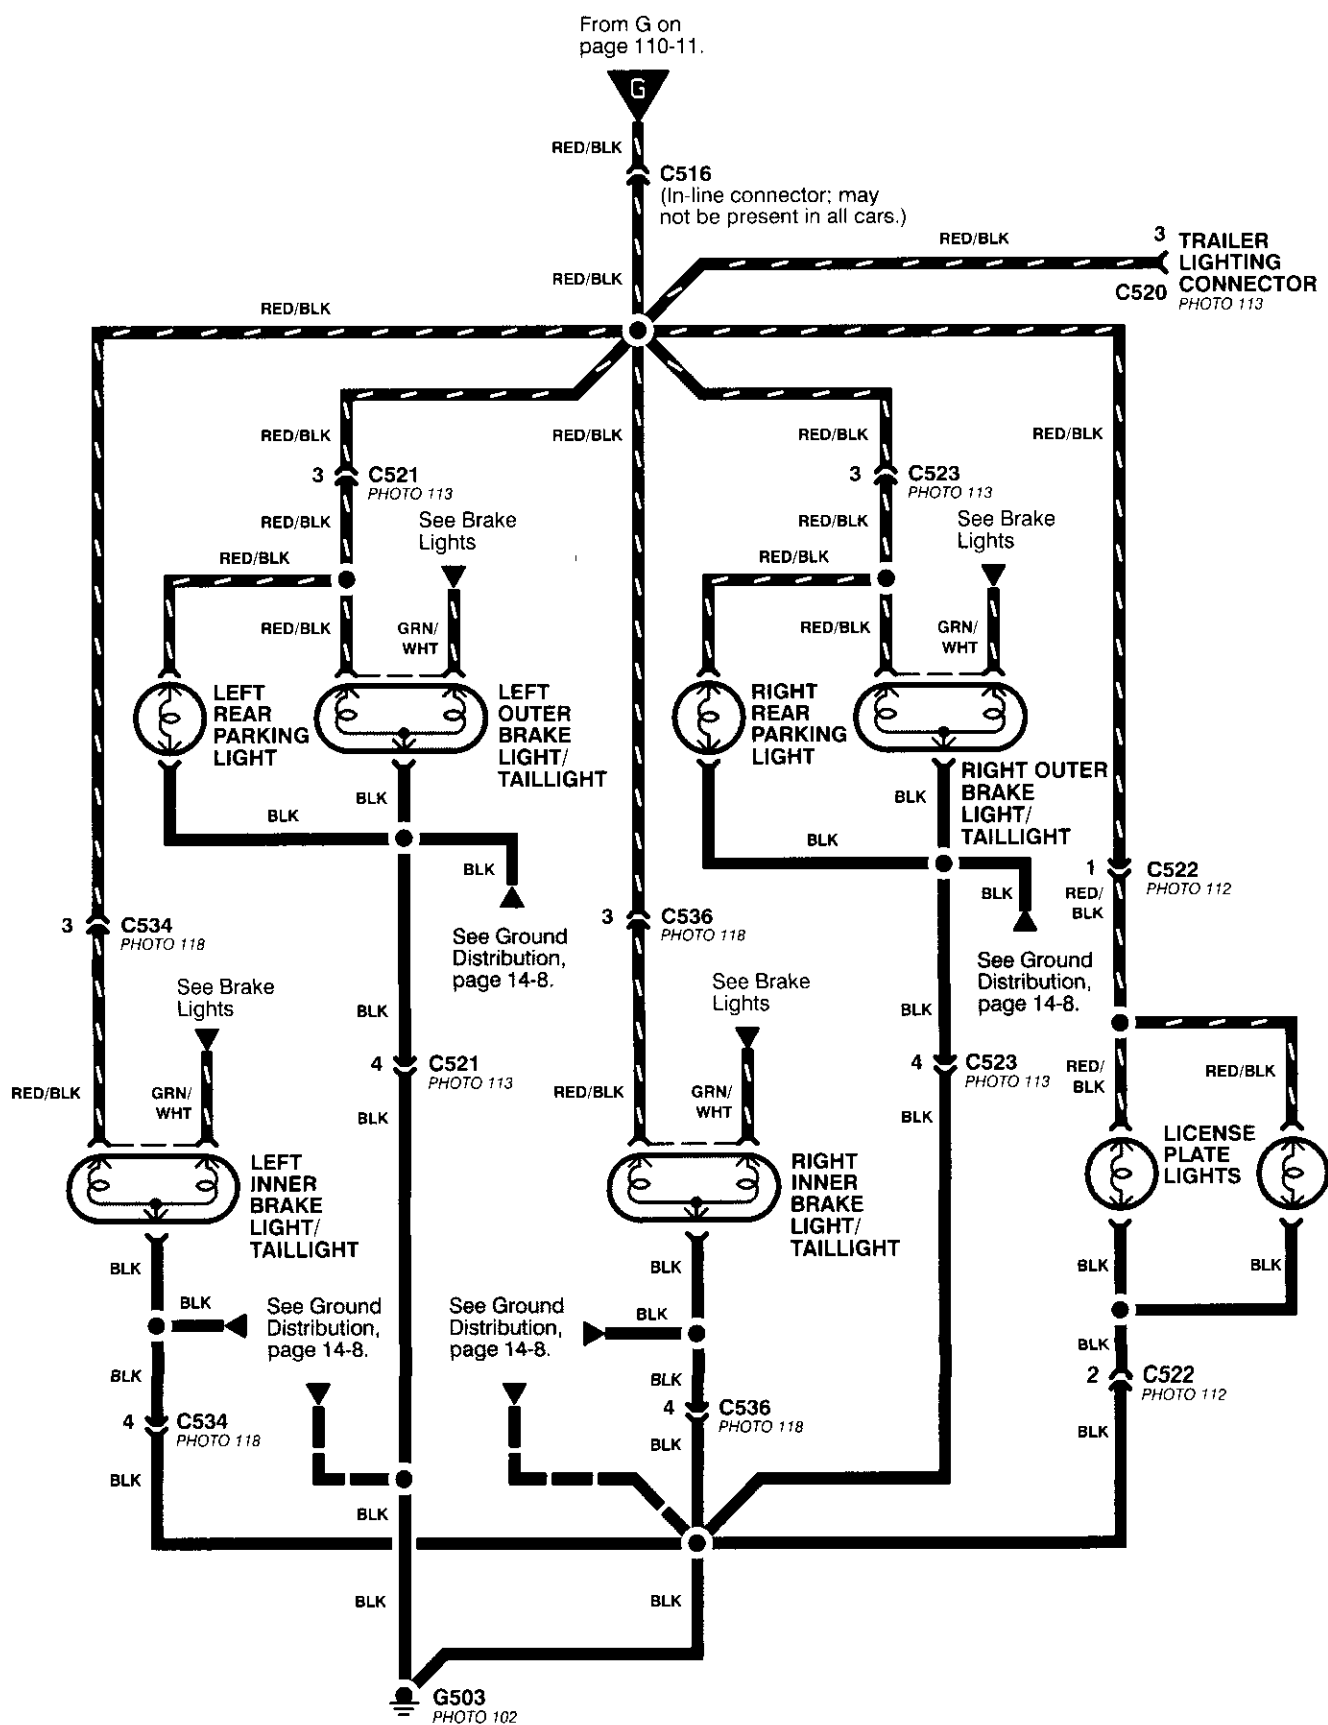 From G on
page 110-11.
G
RED/BLK
C516
(In-line connector; may
not be present in all cars.)
RED/BLK
3
TRAILER
LIGHTING
CONNECTOR
PHOTO 113
C520
RED/BLK
RED/BLK
RED/BLK
RED/BLK
RED/BLK
RED/BLK
3
C521
PHOTO 113
3
C523
PHOTO 113
RED/BLK
See Brake
Lights
RED/BLK
See Brake
Lights
RED/BLK
RED/BLK
RED/BLK
GRN/
WHT
RED/BLK
GRN/
WHT
LEFT
REAR
PARKING
LIGHT
LEFT
OUTER
BRAKE
LIGHT/
TAILLIGHT
RIGHT
REAR
PARKING
LIGHT
RIGHT OUTER
BRAKE
LIGHT/
TAILLIGHT
BLK
BLK
BLK
BLK
BLK
BLK
1
C522
PHOTO 112
RED/
BLK
3
C534
PHOTO 118
See Ground
Distribution,
page 14-8.
3
C536
PHOTO 118
See Ground
Distribution,
page 14-8.
See Brake
Lights
BLK
See Brake
Lights
BLK
4
C521
PHOTO 113
4
C523
PHOTO 113
RED/
BLK
RED/BLK
RED/BLK
GRN/
WHT
BLK
RED/BLK
GRN/
WHT
BLK
LICENSE
PLATE
LIGHTS
LEFT
INNER
BRAKE
LIGHT/
TAILLIGHT
RIGHT
INNER
BRAKE
LIGHT/
TAILLIGHT
BLK
BLK
BLK
BLK
BLK
See Ground
Distribution,
page 14-8.
See Ground
Distribution,
page 14-8.
BLK
BLK
BLK
BLK
2
C522
PHOTO 112
4
C534
PHOTO 118
4
C536
PHOTO 118
BLK
BLK
BLK
BLK
BLK
BLK
G503
PHOTO 102